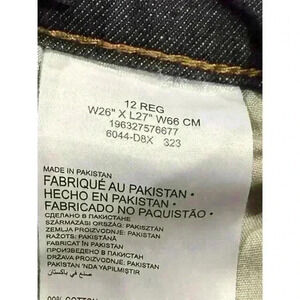 12 REG
W26" X L27" W66 CM
196327576677
6044-D8X 323
MADE IN PAKISTAN
FABRIQUÉ AU PAKISTAN •
HECHO EN PAKISTÁN •
FABRICADO NO PAQUISTÃO •
СДЕЛАНО В ПАКИСТАНЕ
SZÁRMAZÁSI ORSZÁG: PAKISZTÁN
ZEMLJA PROIZVODNJE: PAKISTAN
RAŽOTS: PAKISTĀNĀ
FABRICAT ÎN PAKISTAN
ПРОИЗВЕДЕНО В ПАКИСТАН
DRŽAVA PROIZVODNJE: PAKISTAN
PAKISTAN 'NDA YAPILMIŞTIR
صنع في باكستان